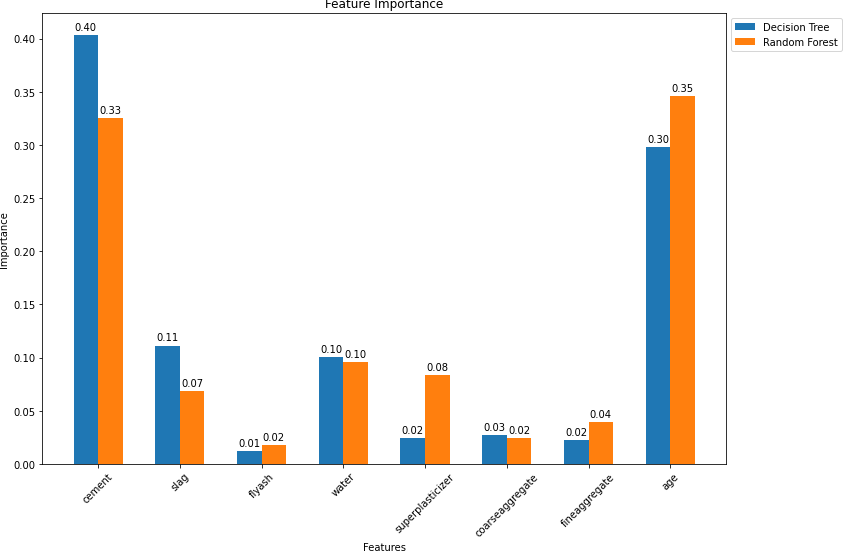 Feature Importance
Decision Tree
Random Forest
Importance
0.40
0.35
0.30
0.25
0.20
0.15
0.10
0.05
0.00
0.40
0.33
0.11
0.07
0.01
0.02
0.10
0.10
0.02
0.08
0.03
0.02
0.02
0.04
0.30
0.35
cement
slag
flyash
water
superplasticizer
coarseaggregate
fineaggregate
age
Features